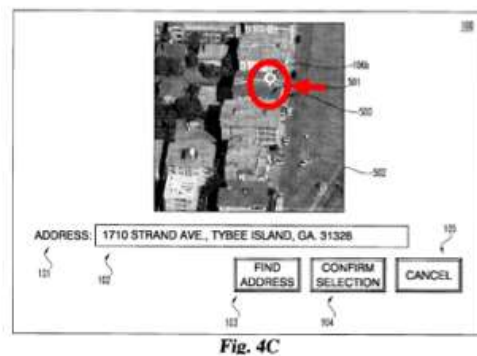 106b
501
500
502
ADDRESS: 1710 STRAND AVE., TYBEE ISLAND, GA. 31328
105
101
102
FIND ADDRESS
CONFIRM SELECTION
CANCEL
103
104
Fig. 4C